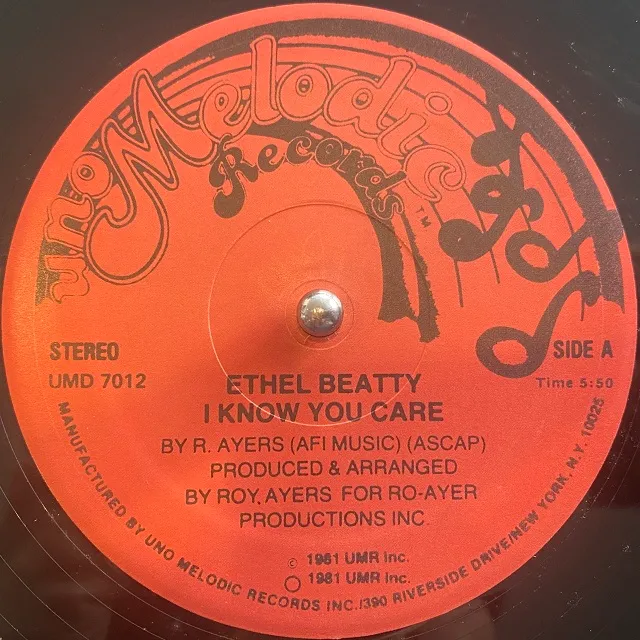 uno Melodic
Records
TM
STEREO
SIDE A
UMD 7012
Time 5:50
ETHEL BEATTY
I KNOW YOU CARE
BY R. AYERS (AFI MUSIC) (ASCAP)
PRODUCED & ARRANGED
BY ROY. AYERS FOR RO-AYER
PRODUCTIONS INC.
© 1981 UMR Inc.
1981 UMR Inc.
MANUFACTURED BY UNO MELODIC RECORDS INC./390 RIVERSIDE DRIVE/NEW YORK. N.Y. 10025